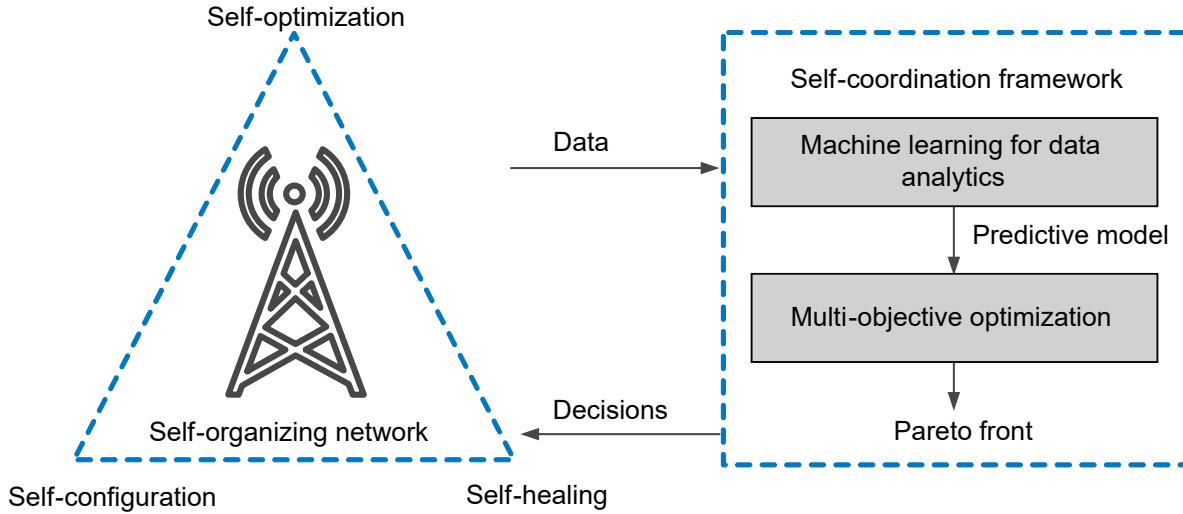 Self-optimization
Self-organizing network
Self-configuration
Self-healing
Data
Decisions
Self-coordination framework
Machine learning for data
analytics
Predictive model
Multi-objective optimization
Pareto front